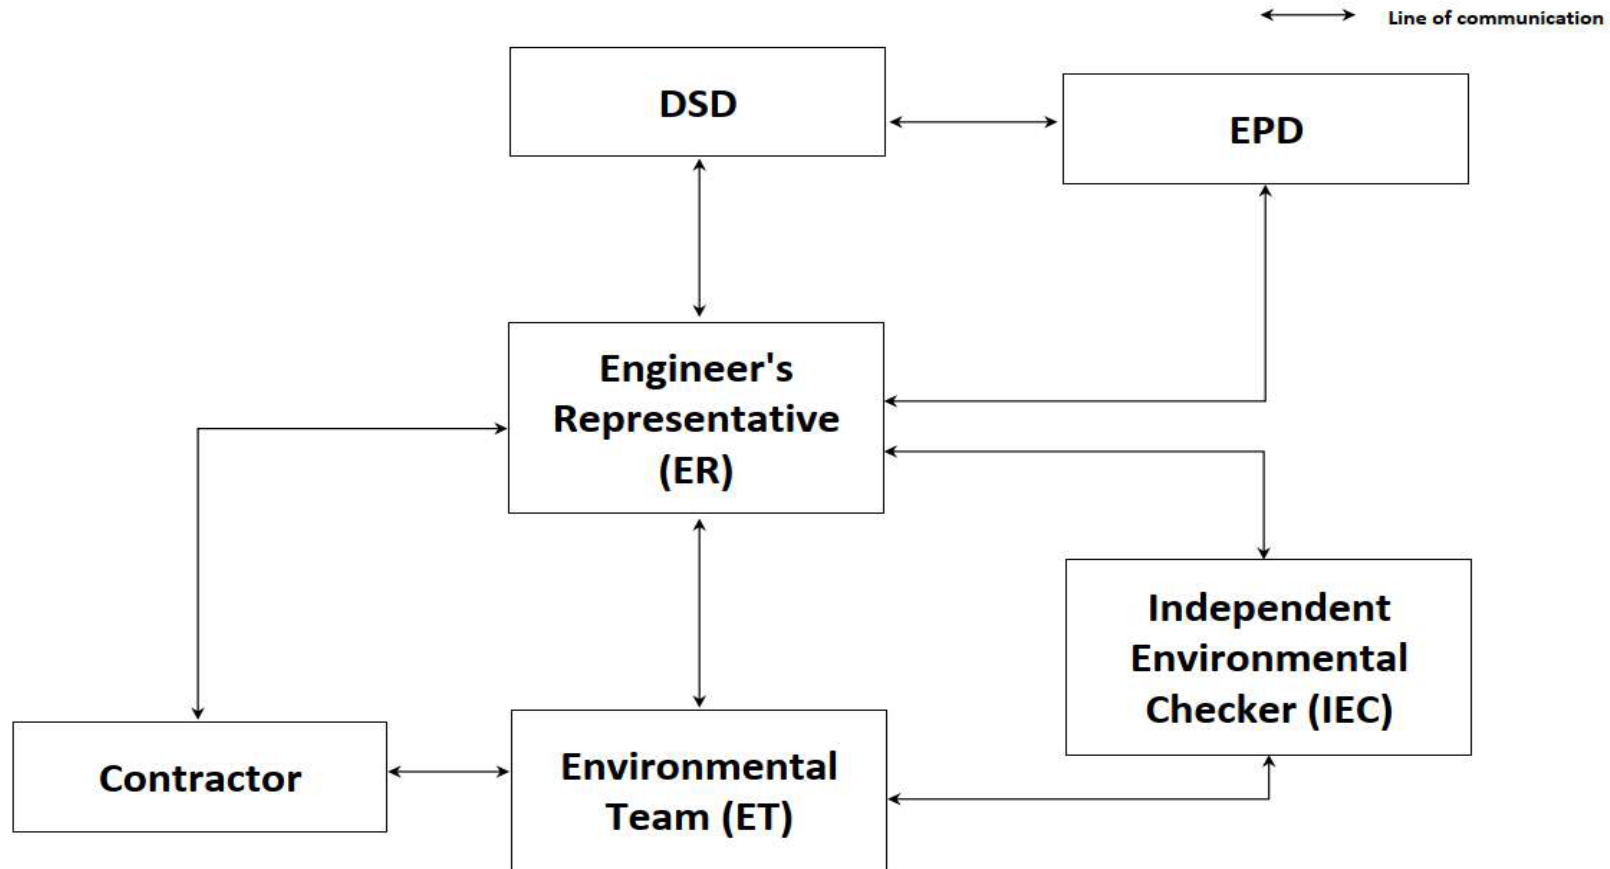 Line of communication
DSD
EPD
Engineer's
Representative
(ER)
Independent
Environmental
Checker (IEC)
Contractor
Environmental
Team (ET)